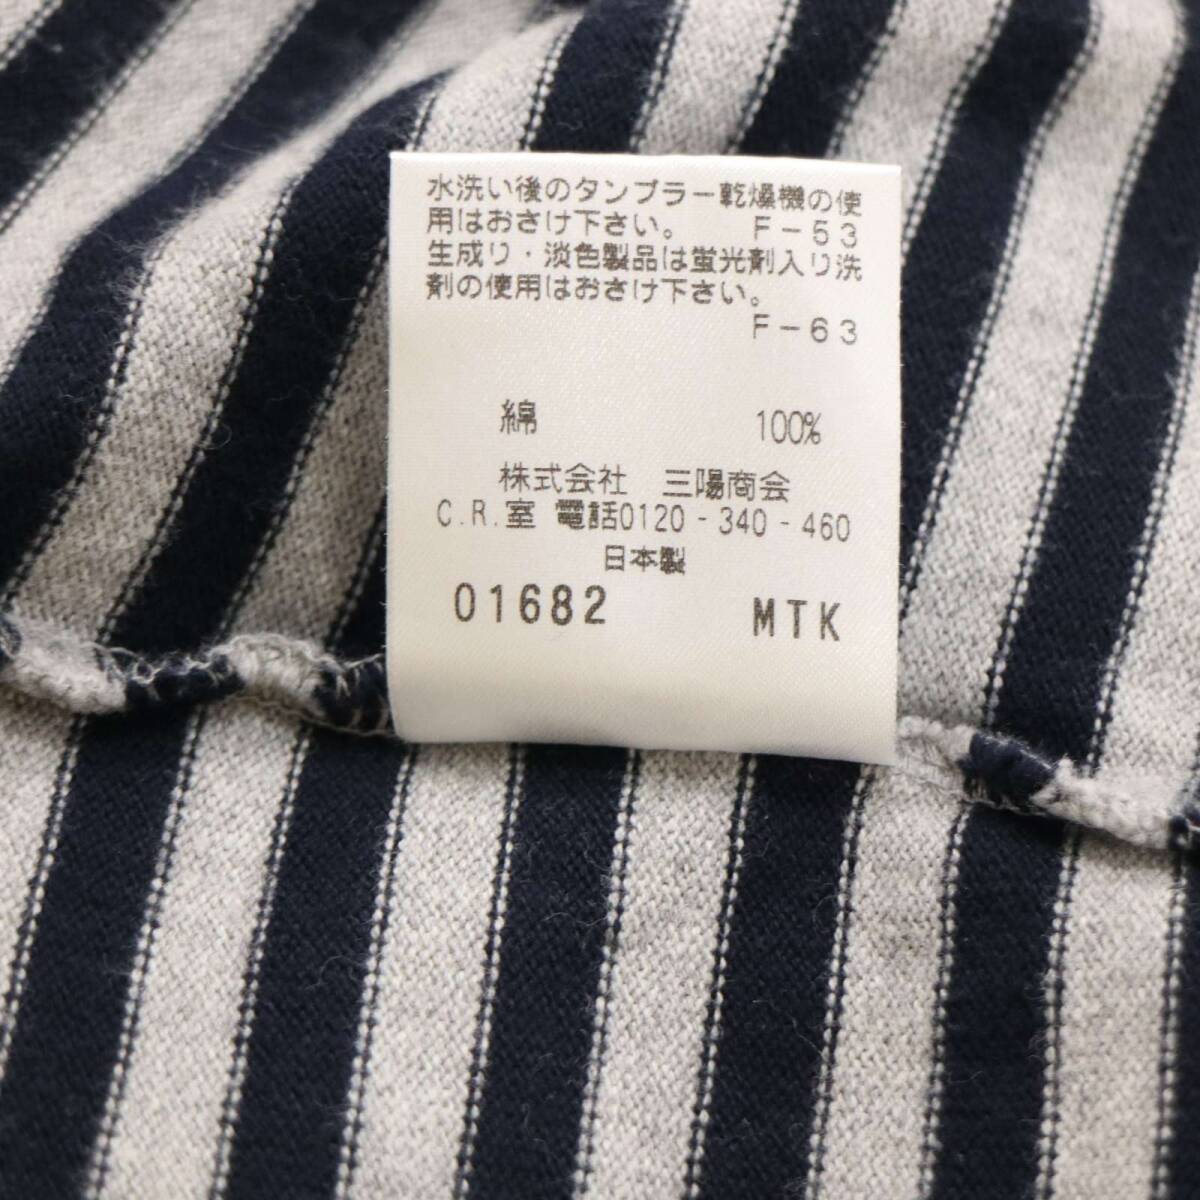 水洗い後のタンブラー乾燥機の使
用はおさけ下さい。 F-53
生成り・淡色製品は蛍光剤入り洗
剤の使用はおさけ下さい。
F-63
綿 100%
株式会社 三陽商会
C.R.室 電話0120-340-460
日本製
01682 MTK